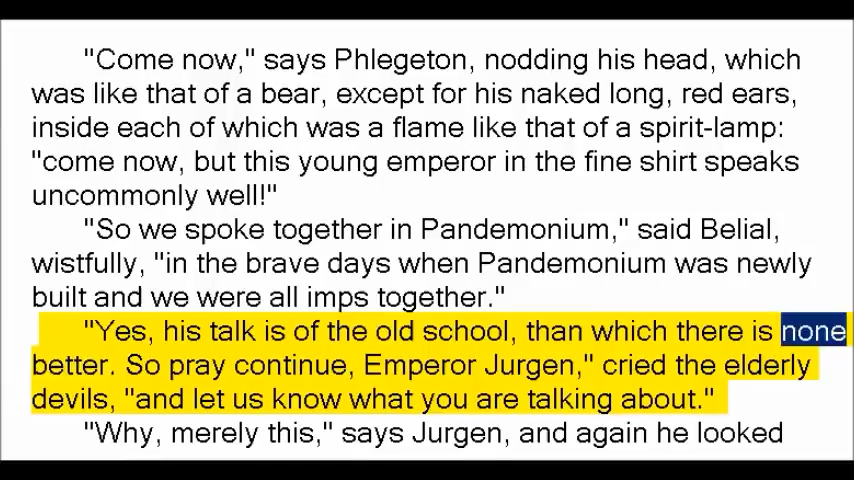 "Come now," says Phlegeton, nodding his head, which
was like that of a bear, except for his naked long, red ears,
inside each of which was a flame like that of a spirit-lamp:
"come now, but this young emperor in the fine shirt speaks
uncommonly well!"
"So we spoke together in Pandemonium," said Belial,
wistfully, "in the brave days when Pandemonium was newly
built and we were all imps together."
"Yes, his talk is of the old school, than which there is none
better. So pray continue, Emperor Jurgen," cried the elderly
devils, "and let us know what you are talking about."
"Why, merely this," says Jurgen, and again he looked